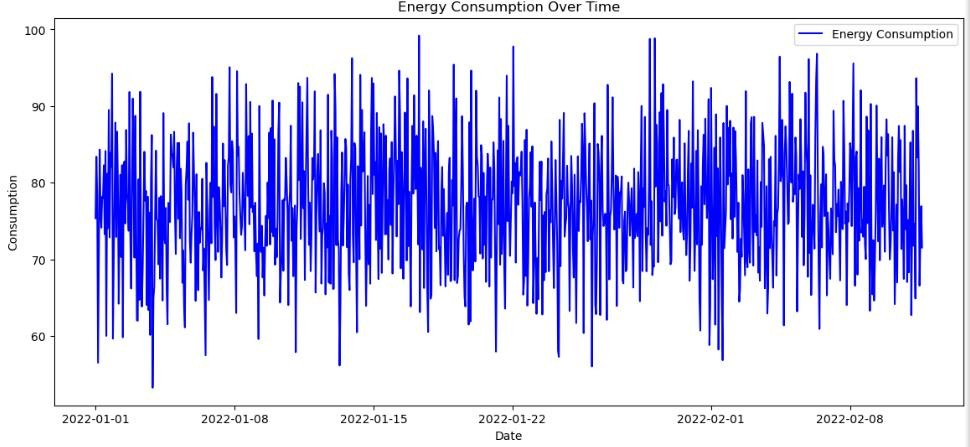 Energy Consumption Over Time
Energy Consumption
100
90
80
70
60
Consumption
2022-01-01 2022-01-08 2022-01-15 2022-01-22 2022-02-01 2022-02-08
Date